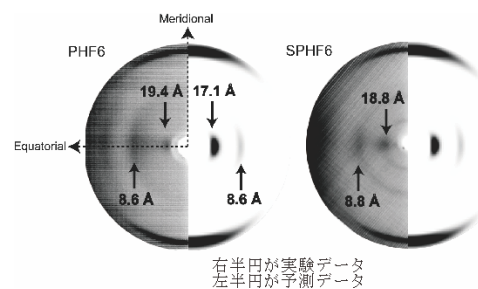 Meridional
PHF6
SPHF6
19.4 Å
17.1 Å
18.8 Å
Equatorial
8.6 Å
8.6 Å
8.8 Å
右半円が実験データ
左半円が予測データ